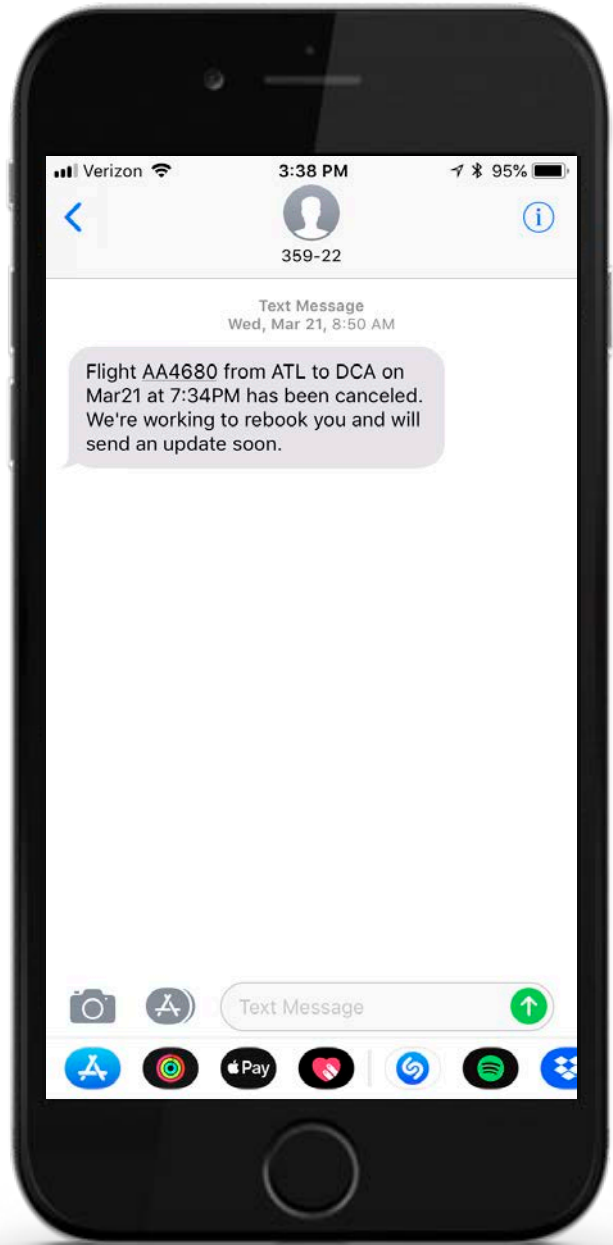 Verizon 3:38 PM 95%
359-22
Text Message
Wed, Mar 21, 8:50 AM
Flight AA4680 from ATL to DCA on
Mar21 at 7:34PM has been canceled.
We're working to rebook you and will
send an update soon.
Text Message
Pay